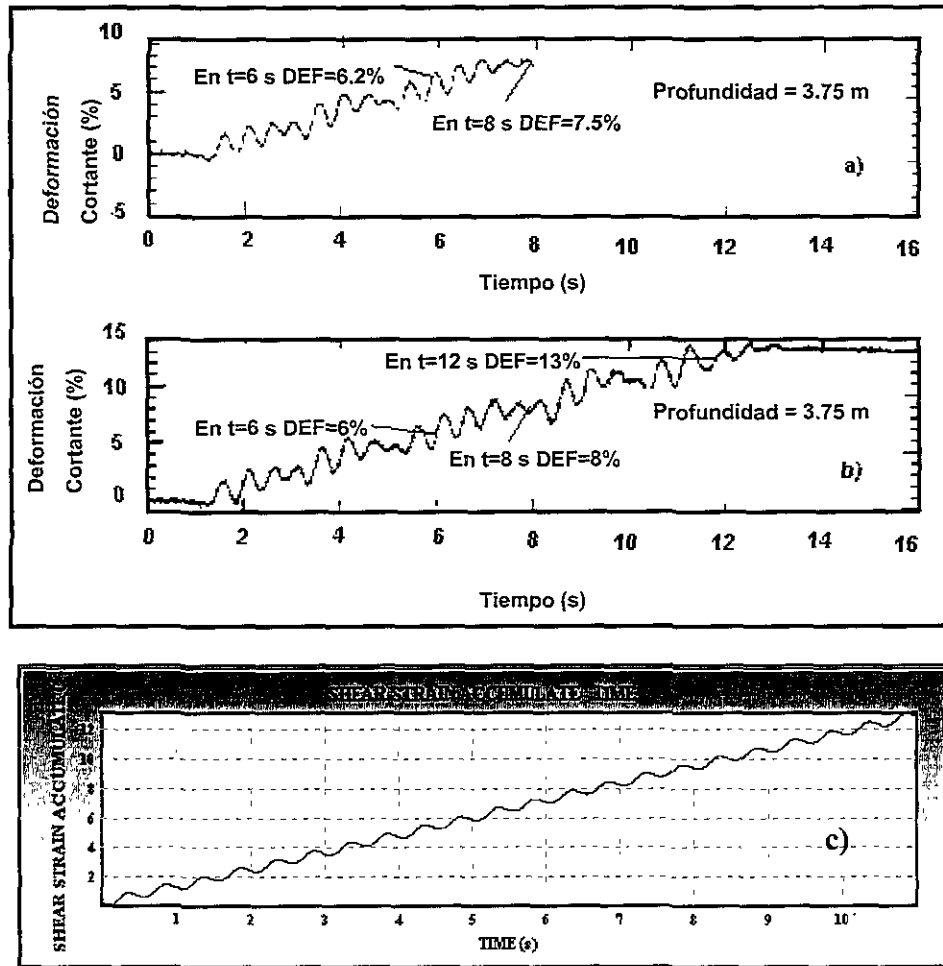 10
5
0
-5
Deformación
Cortante (%)
En t=6 s DEF=6.2%
Profundidad = 3.75 m
En t=8 s DEF=7.5%
a)
0 2 4 6 8 10 12 14 16
Tiempo (s)
15
10
5
0
Deformación
Cortante (%)
En t=12 s DEF=13%
En t=6 s DEF=6%
Profundidad = 3.75 m
En t=8 s DEF=8%
b)
0 2 4 6 8 10 12 14 16
Tiempo (s)
SHEAR STRAIN ACCUMULATE TIME
SHEAR STRAIN ACCUMULATE
10
8
6
4
2
c)
1 2 3 4 5 6 7 8 9 10
TIME (s)